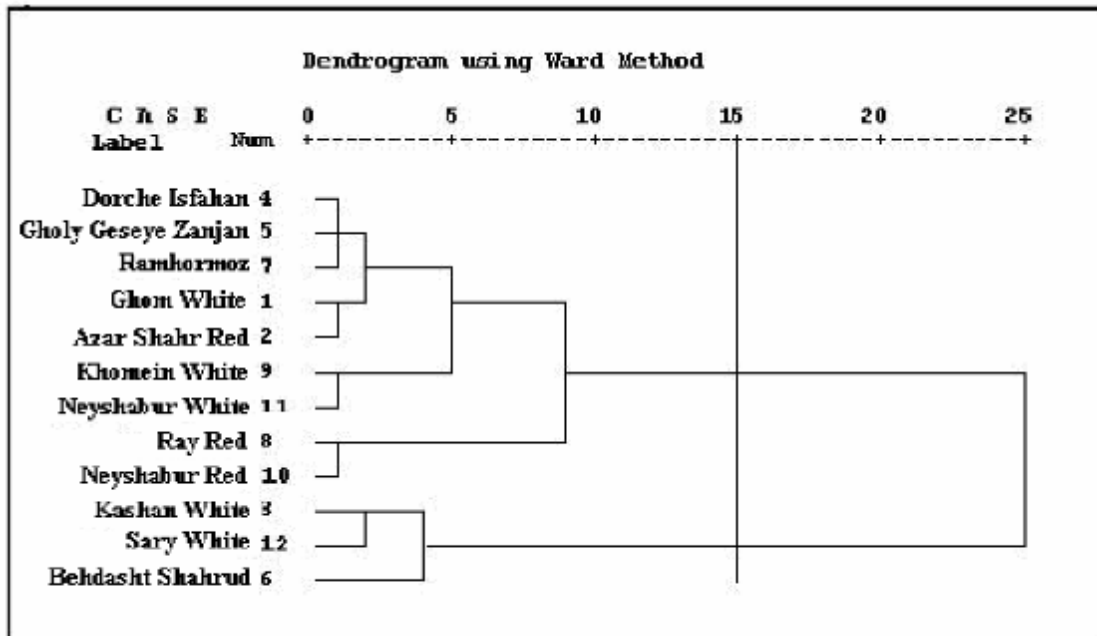 Dendrogram using Ward Method
C A S E 0 5 10 15 20 25
Label Num
Dorche Isfahan 4
Gholy Geseye Zanjan 5
Ramhormoz 7
Ghom White 1
Azar Shahr Red 2
Khomein White 9
Neyshabur White 11
Ray Red 8
Neyshabur Red 10
Kashan White 3
Sary White 12
Behdasht Shahrud 6